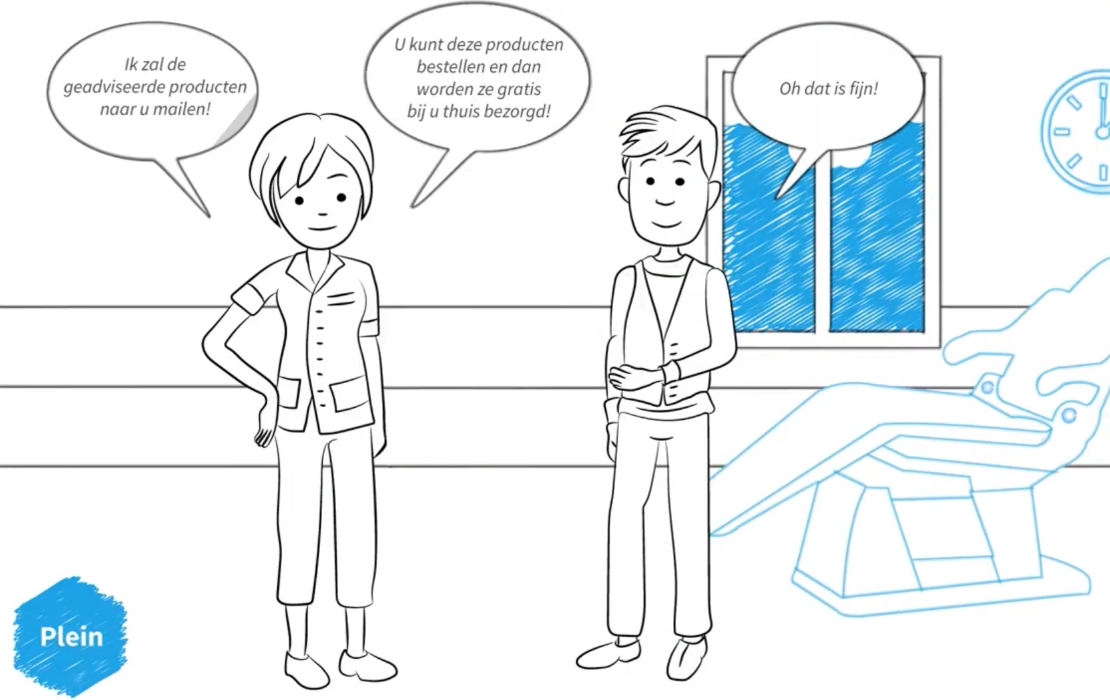 Ik zal de
geadviseerde producten
naar u mailen!
U kunt deze producten
bestellen en dan
worden ze gratis
bij u thuis bezorgd!
Oh dat is fijn!
Plein